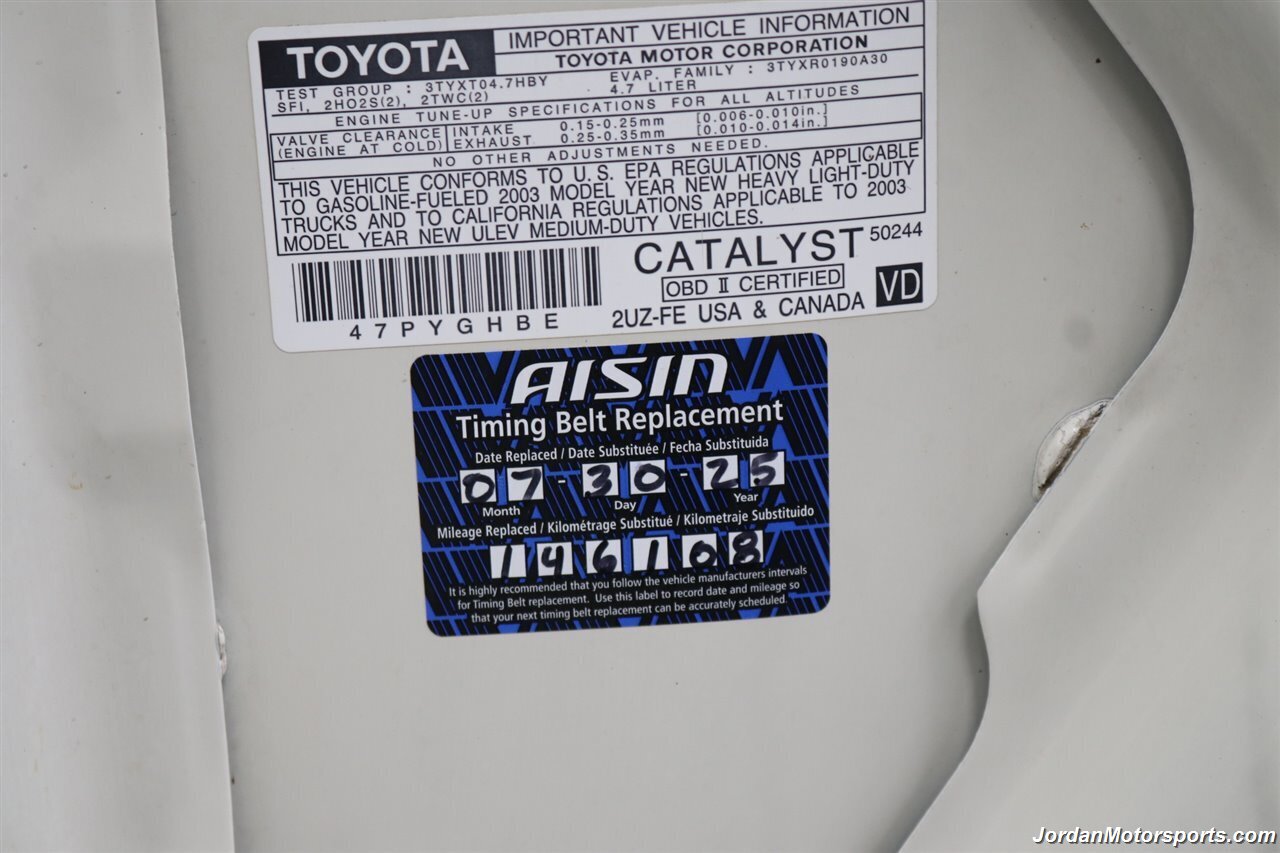 TOYOTA
IMPORTANT VEHICLE INFORMATION
TOYOTA MOTOR CORPORATION
TEST GROUP : 3TYXT04.7HBY EVAP. FAMILY : 3TYXR0190A30
SFI, 2HO2S(2), 2TWC(2) 4.7 LITER
ENGINE TUNE-UP SPECIFICATIONS FOR ALL ALTITUDES
VALVE CLEARANCE INTAKE 0.15-0.25mm [0.006-0.010in.]
(ENGINE AT COLD) EXHAUST 0.25-0.35mm [0.010-0.014in.]
NO OTHER ADJUSTMENTS NEEDED.
THIS VEHICLE CONFORMS TO U.S. EPA REGULATIONS APPLICABLE
TO GASOLINE-FUELED 2003 MODEL YEAR NEW HEAVY LIGHT-DUTY
TRUCKS AND TO CALIFORNIA REGULATIONS APPLICABLE TO 2003
MODEL YEAR NEW ULEV MEDIUM-DUTY VEHICLES.
CATALYST 50244
OBD II CERTIFIED
VD
47PYGHBE
2UZ-FE USA & CANADA
AISIN
Timing Belt Replacement
Date Replaced / Date Substituée / Fecha Substituida
07-30-25
Month Day Year
Mileage Replaced / Kilométrage Substitué / Kilometraje Substituido
146108
It is highly recommended that you follow the vehicle manufacturers intervals
for Timing Belt replacement. Use this label to record date and mileage so
that your next timing belt replacement can be accurately scheduled.
JordanMotorsports.com